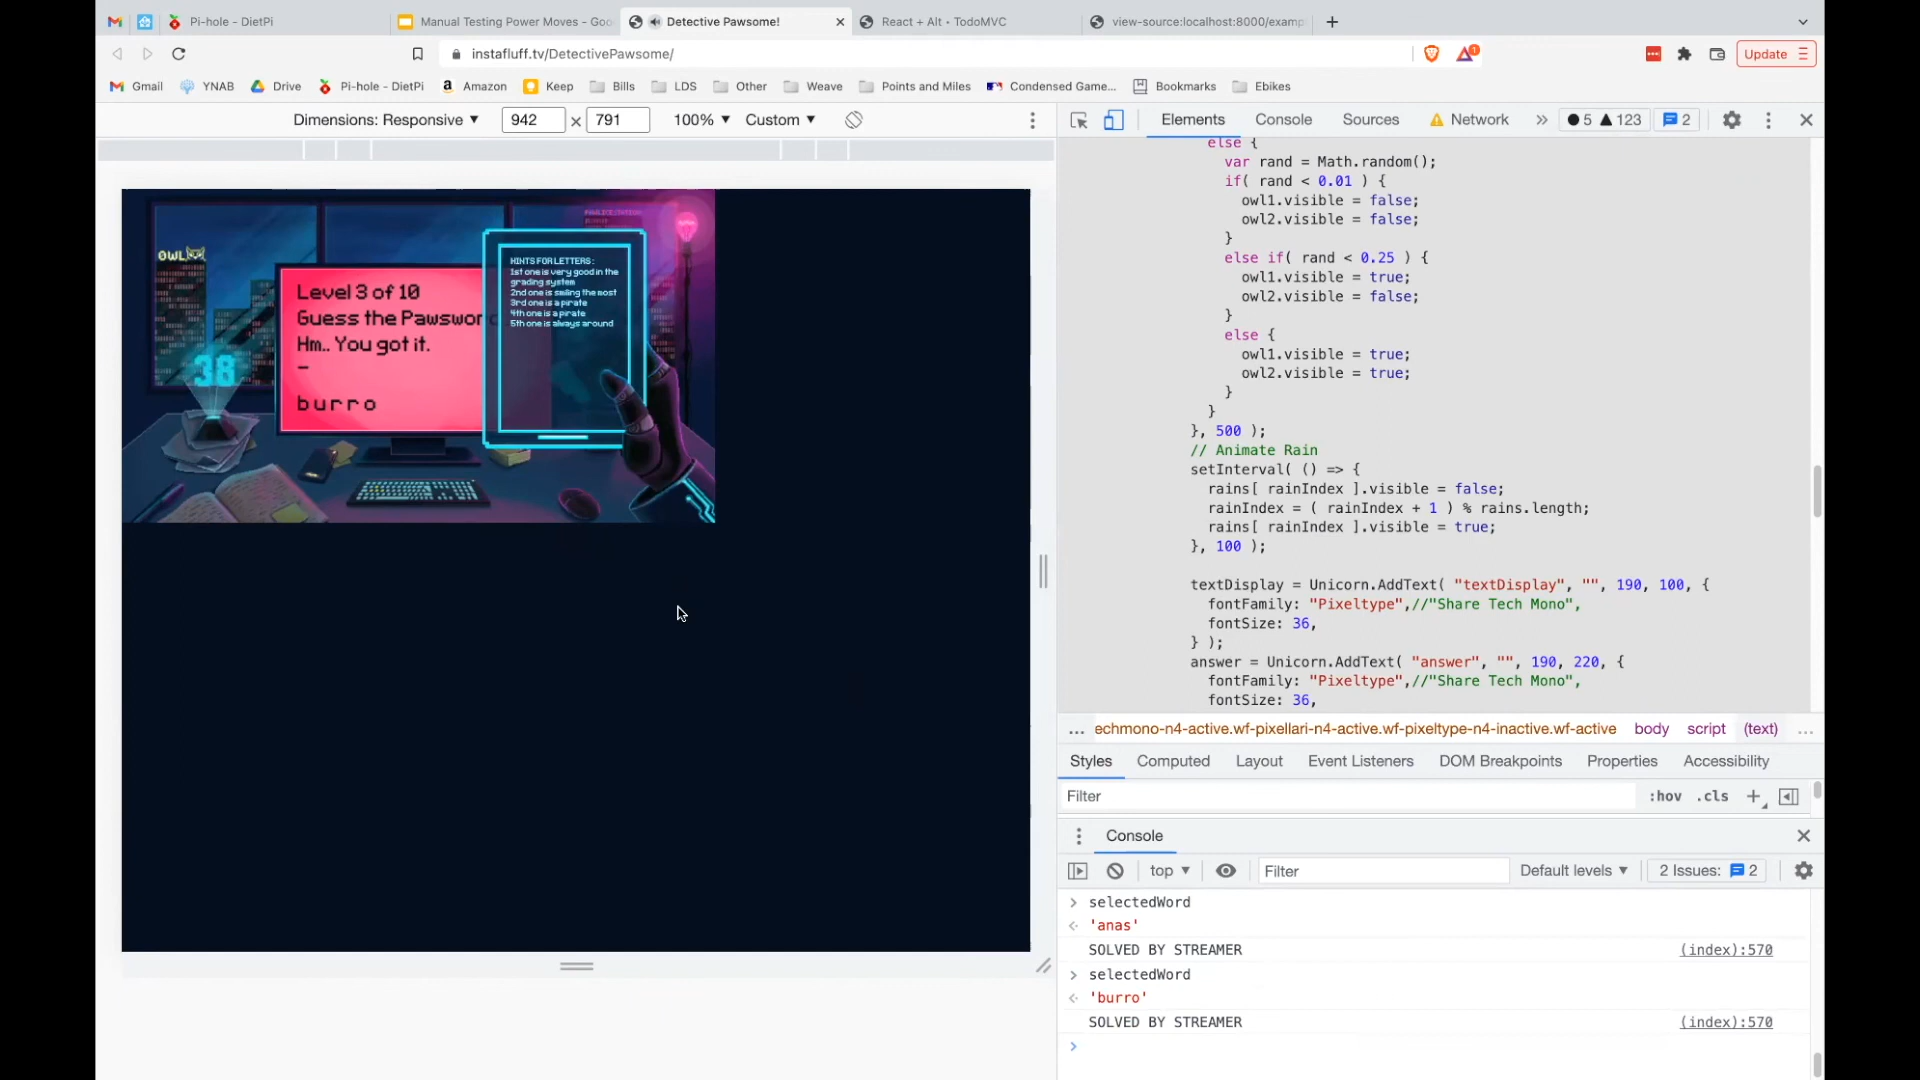 Pi-hole - DietPi
Manual Testing Power Moves - Goo
Detective Pawsome!
React + Alt • TodoMVC
view-source:localhost:8000/examp
instafluff.tv/DetectivePawsome/
1
Update
Gmail
YNAB
Drive
Pi-hole - DietPi
Amazon
Keep
Bills
LDS
Other
Weave
Points and Miles
Condensed Game...
Bookmarks
Ebikes
Dimensions: Responsive
942 × 791
100%
Custom
Elements
Console
Sources
Network
5
123
2
OWL
38
Level 3 of 10
Guess the Pawswor
Hm.. You got it.
–
burro
HINTS FOR LETTERS:
1st one is very good in the
grading system
2nd one is smiling the most
3rd one is a pirate
4th one is a pirate
5th one is always around
else {
var rand = Math.random();
if( rand < 0.01 ) {
owl1.visible = false;
owl2.visible = false;
}
else if( rand < 0.25 ) {
owl1.visible = true;
owl2.visible = false;
}
else {
owl1.visible = true;
owl2.visible = true;
}
}
}, 500 );
// Animate Rain
setInterval( () => {
rains[ rainIndex ].visible = false;
rainIndex = ( rainIndex + 1 ) % rains.length;
rains[ rainIndex ].visible = true;
}, 100 );
textDisplay = Unicorn.AddText( "textDisplay", "", 190, 100, {
fontFamily: "Pixeltype",//"Share Tech Mono",
fontSize: 36,
} );
answer = Unicorn.AddText( "answer", "", 190, 220, {
fontFamily: "Pixeltype",//"Share Tech Mono",
fontSize: 36,
... echmono-n4-active.wf-pixellari-n4-active.wf-pixeltype-n4-inactive.wf-active body script (text) ...
Styles
Computed
Layout
Event Listeners
DOM Breakpoints
Properties
Accessibility
Filter
:hov .cls +
Console
top
Filter
Default levels
2 Issues: 2
selectedWord
'anas'
SOLVED BY STREAMER (index):570
selectedWord
'burro'
SOLVED BY STREAMER (index):570